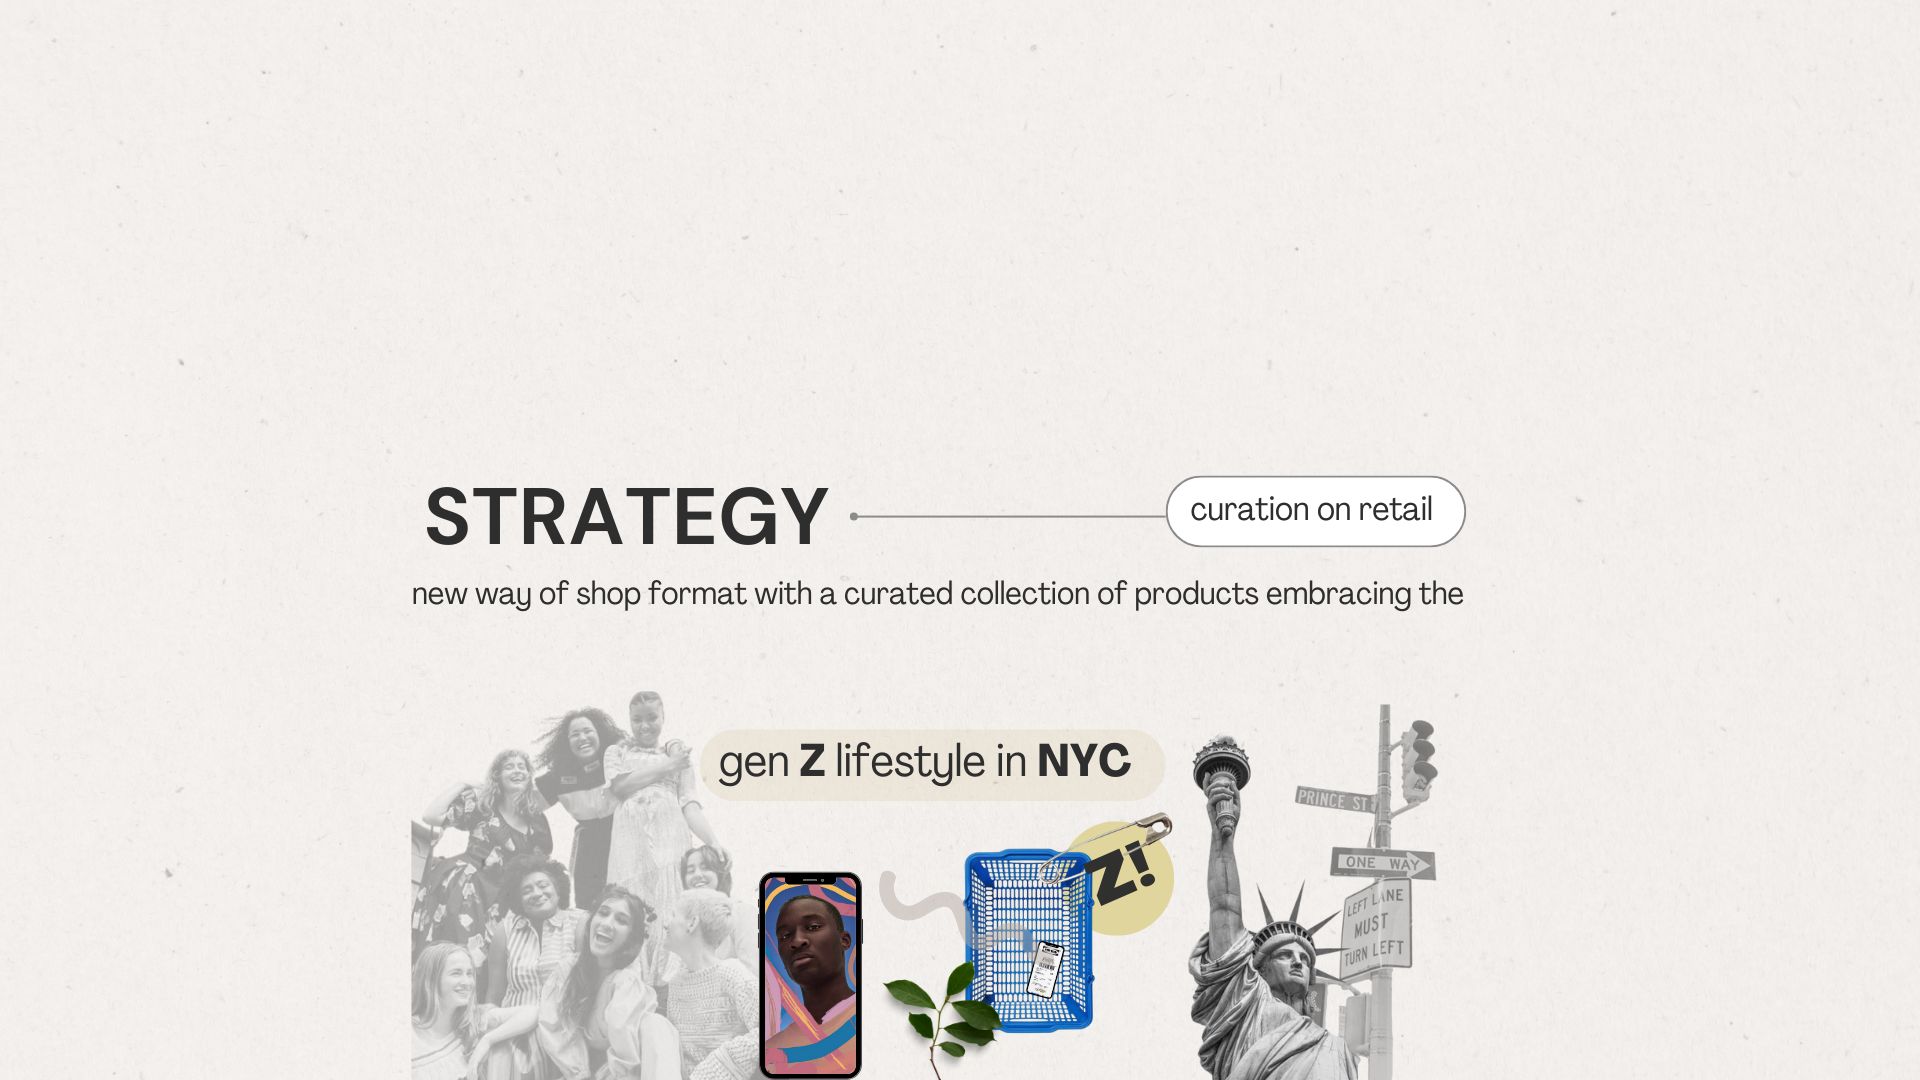 STRATEGY
curation on retail
new way of shop format with a curated collection of products embracing the
gen Z lifestyle in NYC
Z!
PRINCE ST
ONE WAY
LEFT LANE
MUST
TURN LEFT